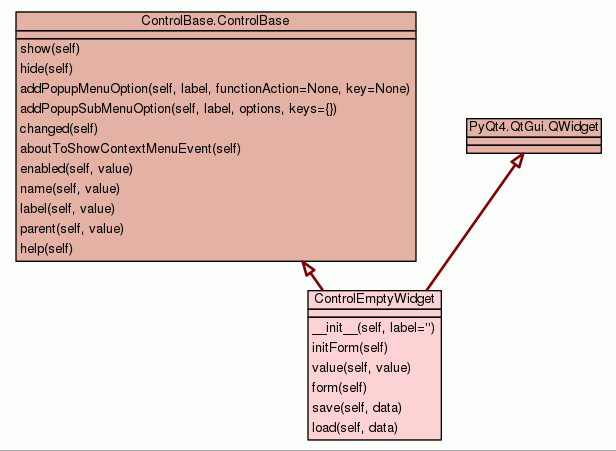 ControlBase.ControlBase
show(self)
hide(self)
addPopupMenuOption(self, label, functionAction=None, key=None)
addPopupSubMenuOption(self, label, options, keys={})
changed(self)
aboutToShowContextMenuEvent(self)
enabled(self, value)
name(self, value)
label(self, value)
parent(self, value)
help(self)
PyQt4.QtGui.QWidget
ControlEmptyWidget
__init__(self, label='')
initForm(self)
value(self, value)
form(self)
save(self, data)
load(self, data)